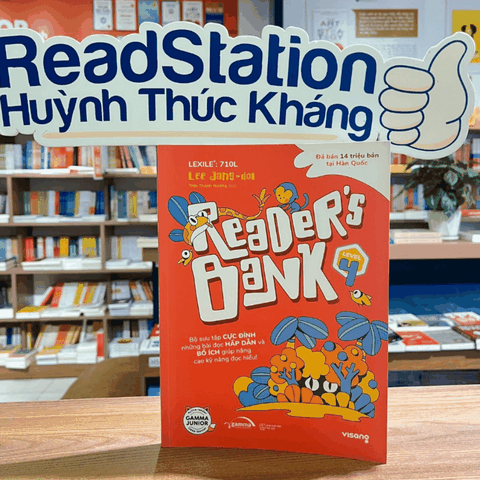 ReadStation
Huỳnh Thúc Kháng
LEXILE®: 710L
Lee Jang-dol
Đã bán 14 triệu bản
tại Hàn Quốc
READER'S
BANK
LEVEL
4
Bộ sưu tập CỰC ĐỈNH
những bài đọc HẤP DẪN và
BỔ ÍCH giúp nâng
cao kỹ năng đọc hiểu!
GAMMA
JUNIOR
gamma
visang